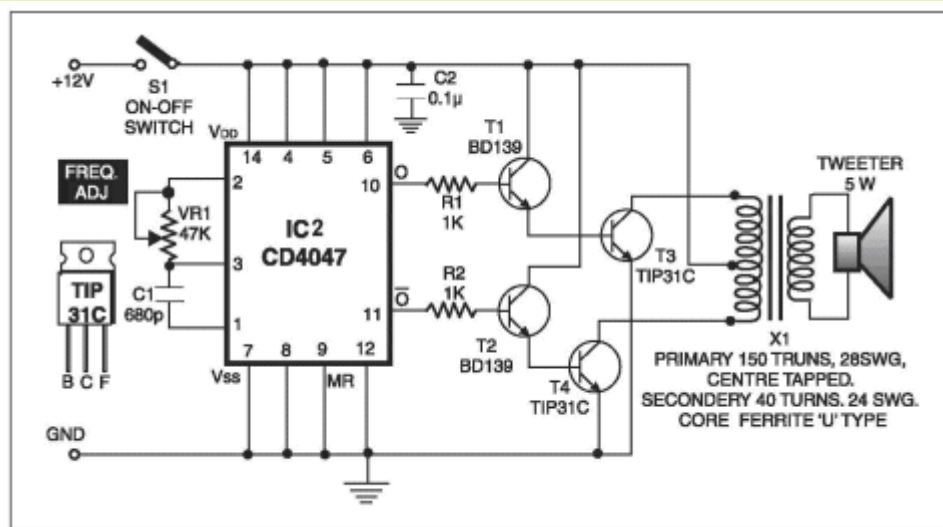 +12V
S1
ON-OFF
SWITCH
C2
0.1µ
VDD
14 4 5 6
FREQ.
ADJ
VR1
47K
2
3
1
C1
680p
IC2
CD4047
10
O
R1
1K
T1
BD139
11
O
R2
1K
T2
BD139
T3
TIP31C
T4
TIP31C
TIP
31C
B C F
7 8 9 12
VSS
MR
GND
TWEETER
5 W
X1
PRIMARY 150 TRUNS, 28SWG,
CENTRE TAPPED.
SECONDERY 40 TURNS. 24 SWG.
CORE FERRITE 'U' TYPE